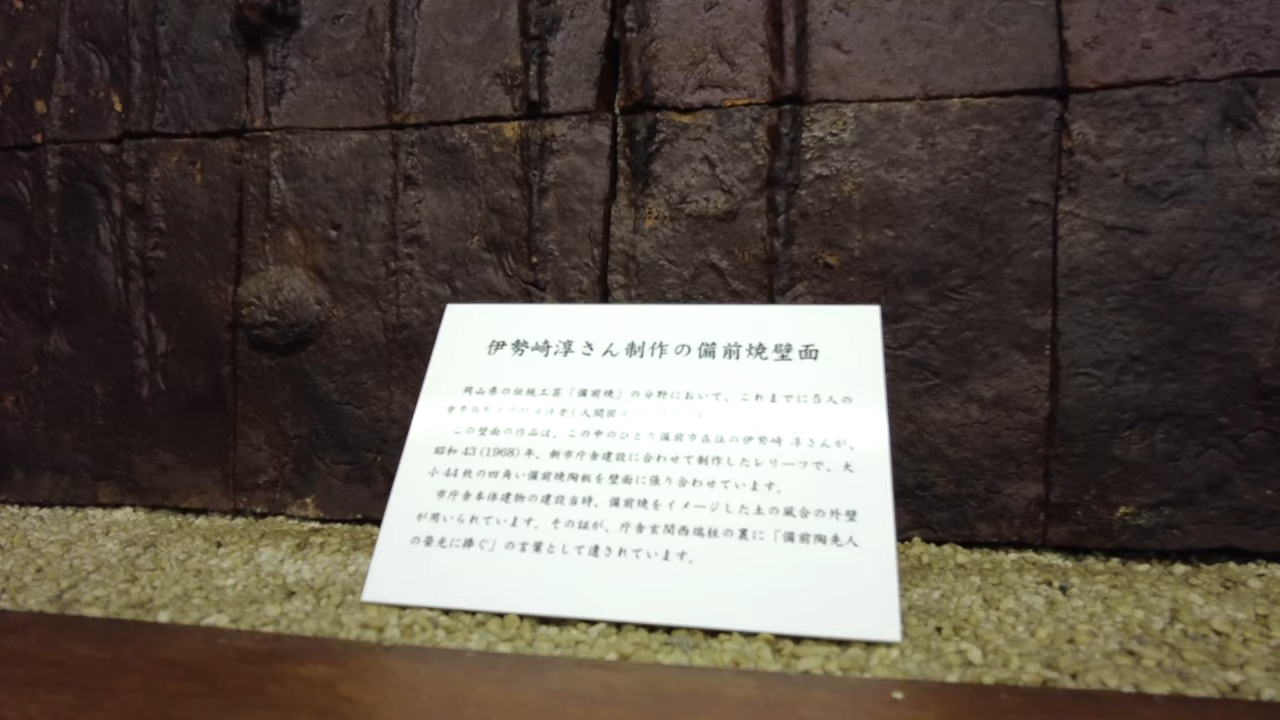 伊勢﨑淳さん制作の備前焼壁面
岡山県の伝統工芸「備前焼」の分野において、これまでに5人の
(人間国
この壁面の作品は、この中のひとり備前市在住の伊勢﨑 淳さんが、
昭和43(1968)年、新市庁舎建設に合わせて制作したレリーフで、大
小44枚の四角い備前焼陶板を壁面に張り合わせています。
市庁舎本体建物の建設当時、備前焼をイメージした土の風合の外壁
が用いられています。その証が、庁舎玄関西端柱の裏に「備前陶先人
の栄光に捧ぐ」の言葉として遺されています。